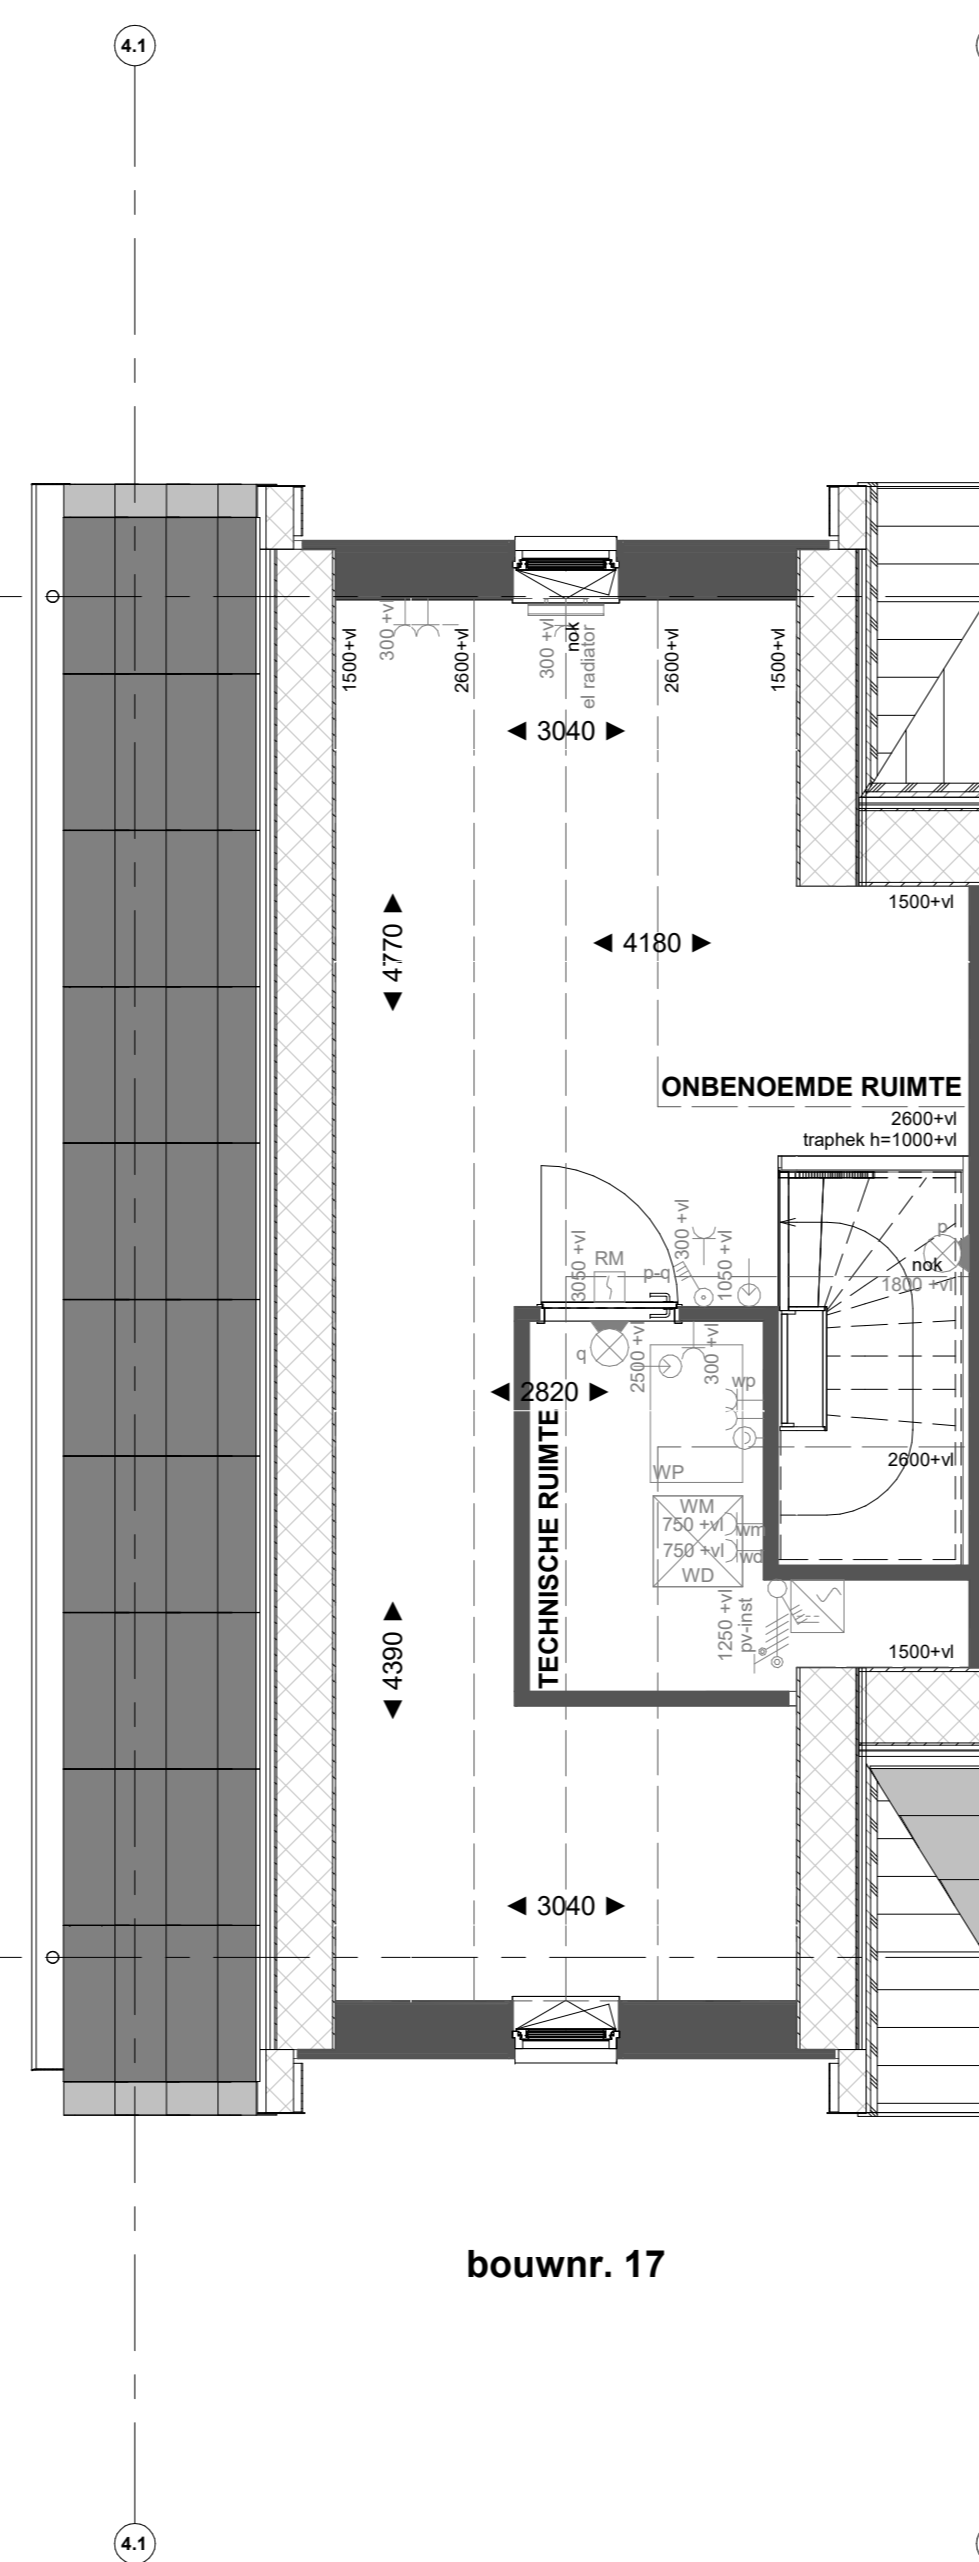 4.1
300 +vl
1500+vl
2600+vl
300 +vl
nok
el radiator
2600+vl
1500+vl
◄ 3040 ►
1500+vl
◄ 4770 ►
◄ 4180 ►
ONBENOEMDE RUIMTE
2600+vl
traphek h=1000+vl
3050 +vl
RM
p-q
300 +vl
1050 +vl
p
nok
1800 +vl
q
2500 +vl
300 +vl
◄ 2820 ►
wp
TECHNISCHE RUIMTE
WP
2600+vl
WM
750 +vl
wm
750 +vl
wd
WD
1250 +vl
pv-inst
◄ 4390 ►
1500+vl
◄ 3040 ►
bouwnr. 17
4.1